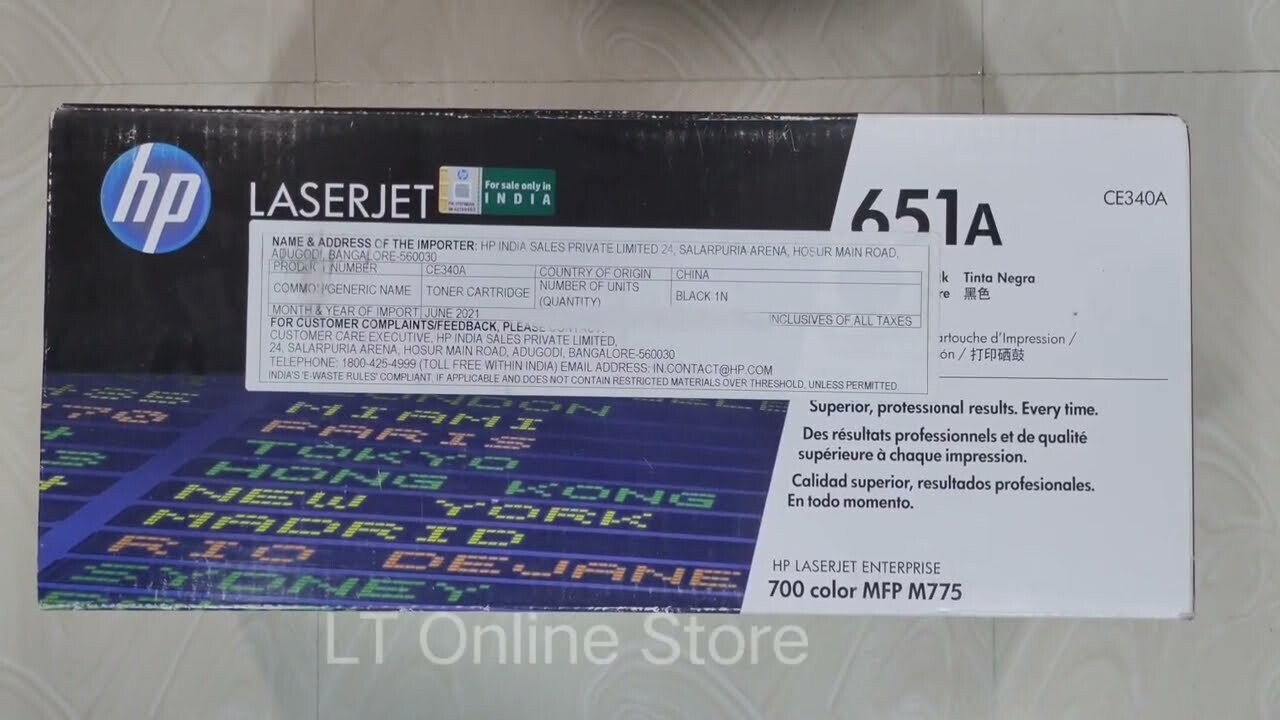 hp
LASERJET
For sale only in
INDIA
651A
CE340A
NAME & ADDRESS OF THE IMPORTER: HP INDIA SALES PRIVATE LIMITED 24, SALARPURIA ARENA, HOSUR MAIN ROAD,
ADUGODI, BANGALORE-560030
NUMBER CE340A COUNTRY OF ORIGIN CHINA
GENERIC NAME TONER CARTRIDGE NUMBER OF UNITS (QUANTITY) BLACK 1N
MONTH & YEAR OF IMPORT JUNE 2021
INCLUSIVES OF ALL TAXES
FOR CUSTOMER COMPLAINTS/FEEDBACK, PLEASE
CUSTOMER CARE EXECUTIVE, HP INDIA SALES PRIVATE LIMITED,
24, SALARPURIA ARENA, HOSUR MAIN ROAD, ADUGODI, BANGALORE-560030
TELEPHONE: 1800-425-4999 (TOLL FREE WITHIN INDIA) EMAIL ADDRESS: IN.CONTACT@HP.COM
INDIA'S 'E-WASTE RULES' COMPLIANT, IF APPLICABLE AND DOES NOT CONTAIN RESTRICTED MATERIALS OVER THRESHOLD, UNLESS PERMITTED
k Tinta Negra
re 黑色
artouche d'Impression /
ón / 打印硒鼓
Superior, professional results. Every time.
Des résultats professionnels et de qualité
supérieure à chaque impression.
Calidad superior, resultados profesionales.
En todo momento.
HP LASERJET ENTERPRISE
700 color MFP M775
LONDON
MIAMI
PARIS
TOKYO
HONG KONG
NEW YORK
MADRID
RIO DEJANE
SYDNEY
LT Online Store